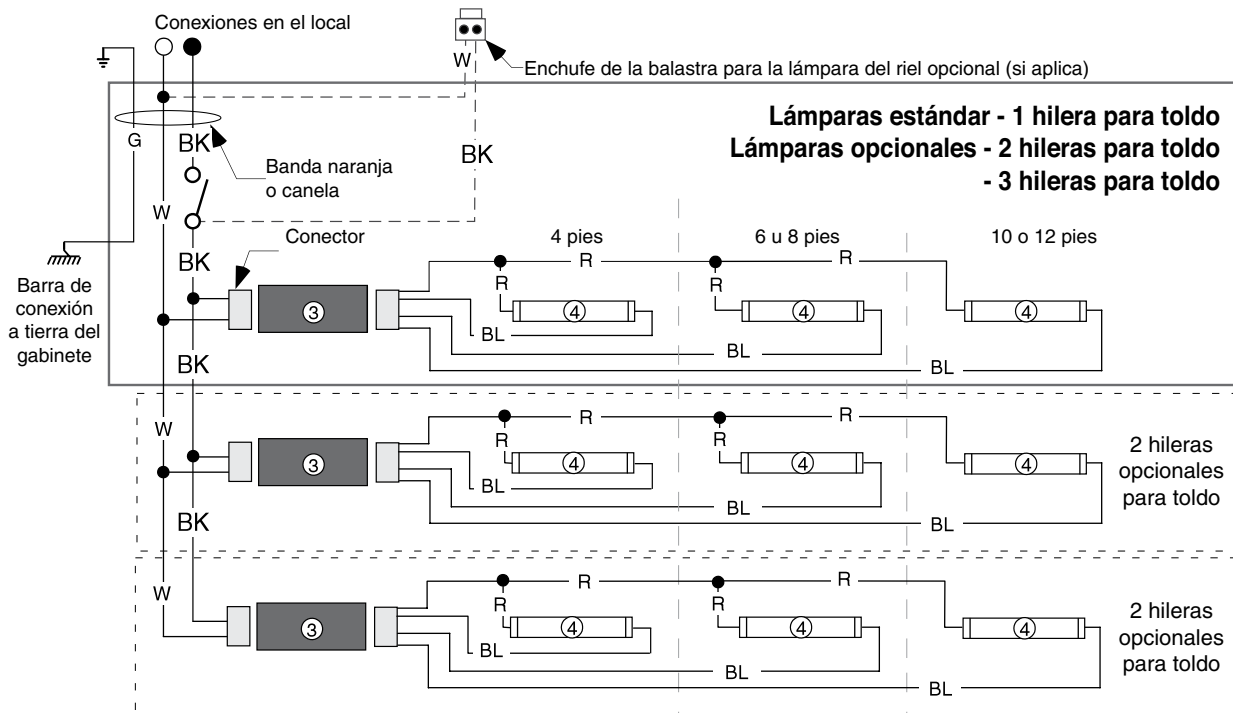 Conexiones en el local
W
Enchufe de la balastra para la lámpara del riel opcional (si aplica)
Lámparas estándar - 1 hilera para toldo
Lámparas opcionales - 2 hileras para toldo
- 3 hileras para toldo
G
BK
BK
Banda naranja
o canela
W
Conector
4 pies
6 u 8 pies
10 o 12 pies
BK
R
R
R
R
Barra de
conexión
a tierra del
gabinete
3
4
4
4
BL
BL
BL
BK
W
R
R
R
R
3
4
4
4
BL
BL
BL
2 hileras
opcionales
para toldo
BK
W
R
R
R
R
3
4
4
4
BL
BL
BL
2 hileras
opcionales
para toldo